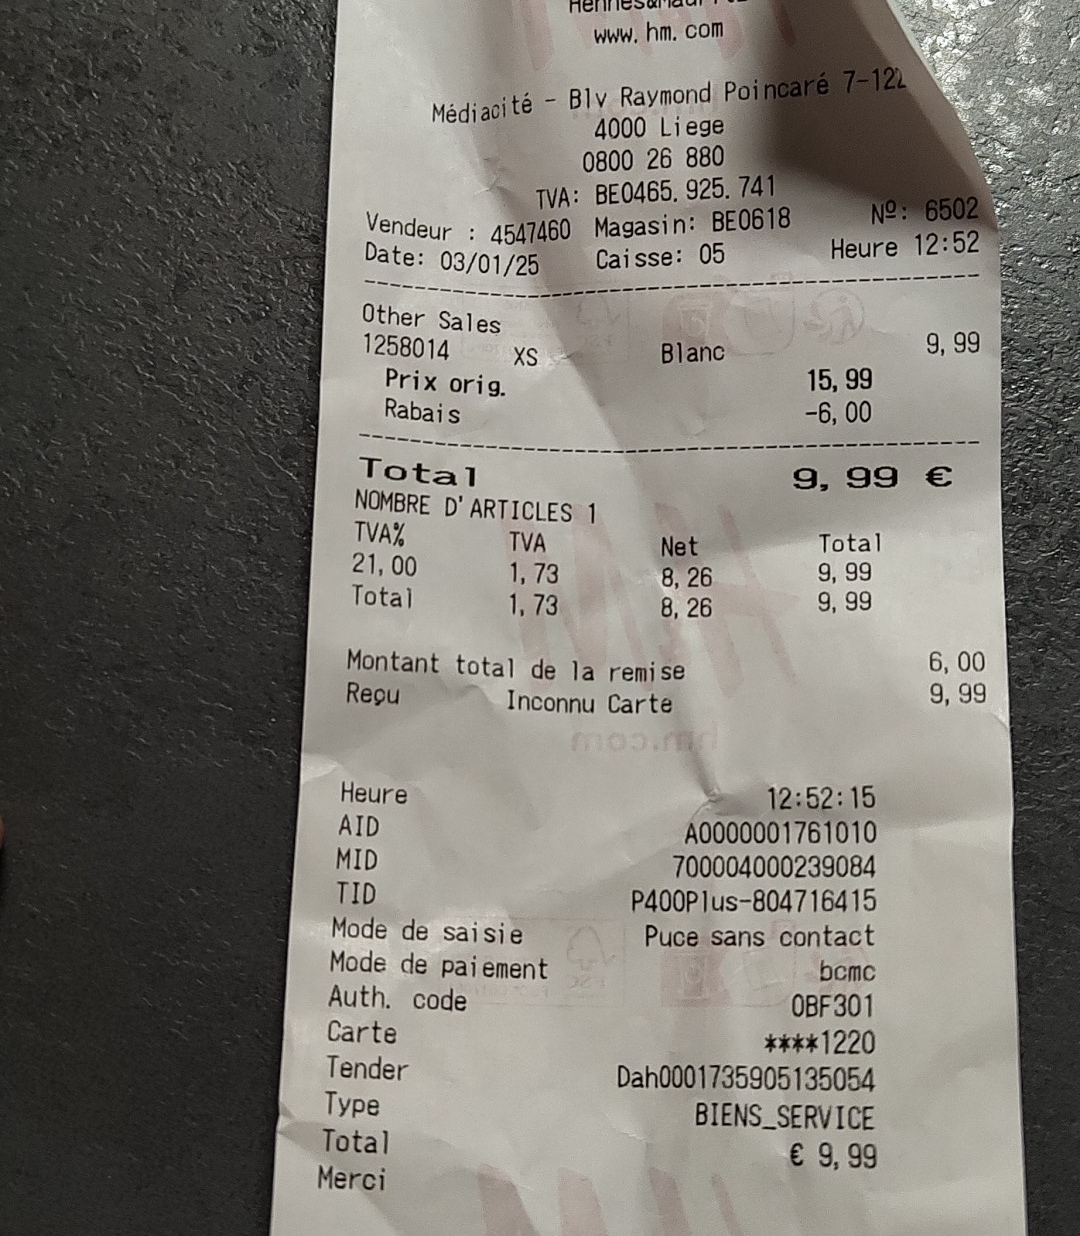 www.hm.com
Médiacité - Blv Raymond Poincaré 7-122
4000 Liege
0800 26 880
TVA: BE0465.925.741
Vendeur : 4547460 Magasin: BE0618 Nº: 6502
Date: 03/01/25 Caisse: 05 Heure 12:52
Other Sales
1258014 XS Blanc 9,99
Prix orig. 15,99
Rabais -6,00
Total 9,99 €
NOMBRE D'ARTICLES 1
TVA% TVA Net Total
21,00 1,73 8,26 9,99
Total 1,73 8,26 9,99
Montant total de la remise 6,00
Reçu Inconnu Carte 9,99
hm.com
Heure 12:52:15
AID A0000001761010
MID 700004000239084
TID P400Plus-804716415
Mode de saisie Puce sans contact
Mode de paiement bcmc
Auth. code 0BF301
Carte ****1220
Tender Dah0001735905135054
Type BIENS_SERVICE
Total € 9,99
Merci